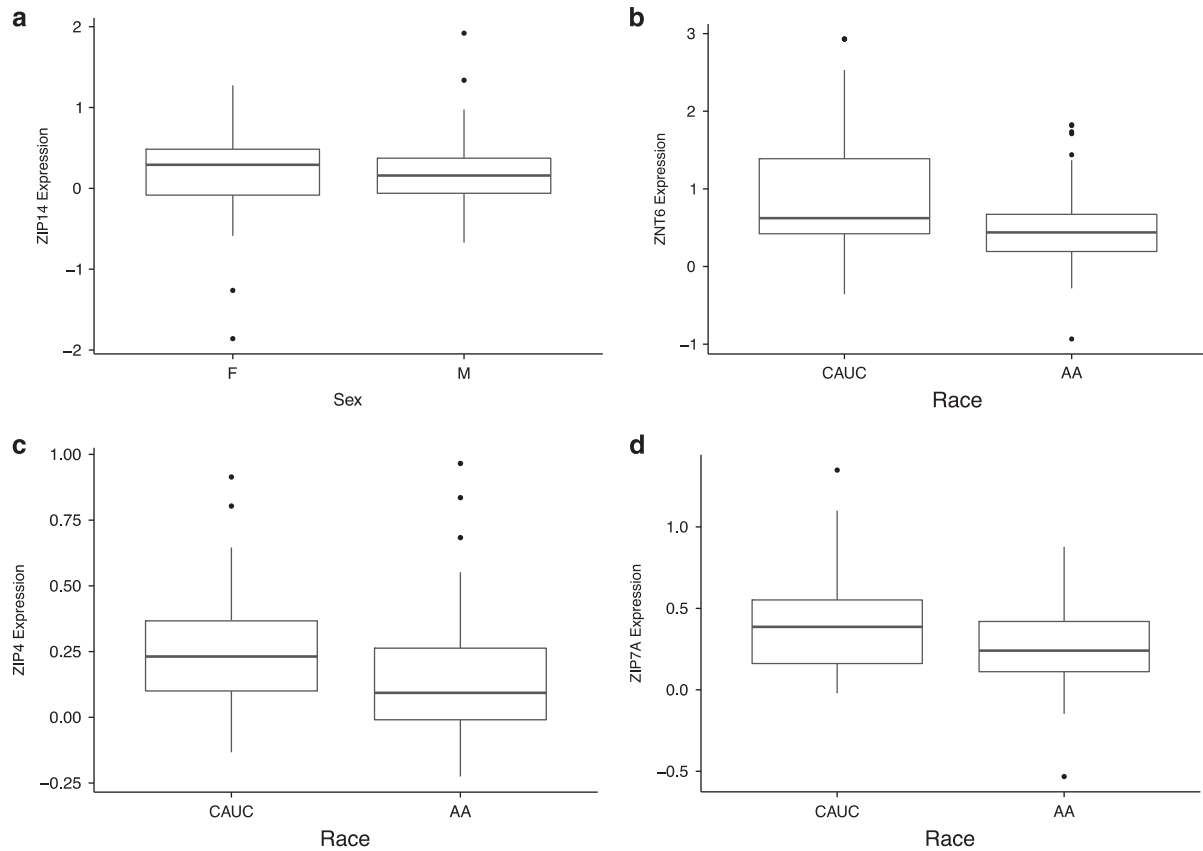 a
2
1
0
−1
−2
ZIP14 Expression
F
M
Sex
b
3
2
1
0
−1
ZNT6 Expression
CAUC
AA
Race
c
1.00
0.75
0.50
0.25
0.00
−0.25
ZIP4 Expression
CAUC
AA
Race
d
1.0
0.5
0.0
−0.5
ZIP7A Expression
CAUC
AA
Race